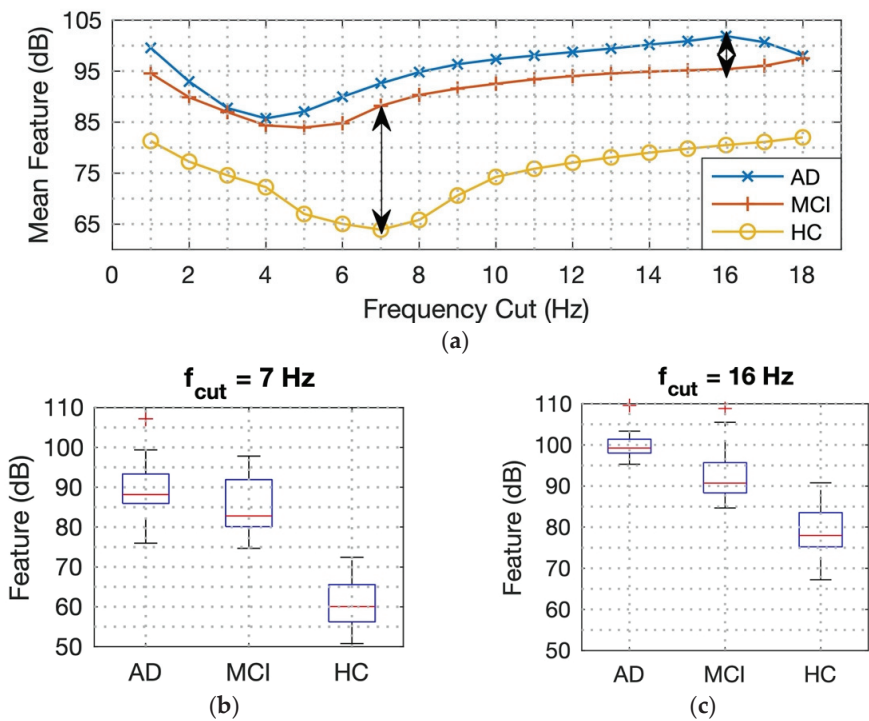 105
95
85
75
65
Mean Feature (dB)
AD
MCI
HC
0 2 4 6 8 10 12 14 16 18
Frequency Cut (Hz)
(a)
f_cut = 7 Hz
110
100
90
80
70
60
50
Feature (dB)
AD MCI HC
(b)
f_cut = 16 Hz
110
100
90
80
70
60
50
Feature (dB)
AD MCI HC
(c)